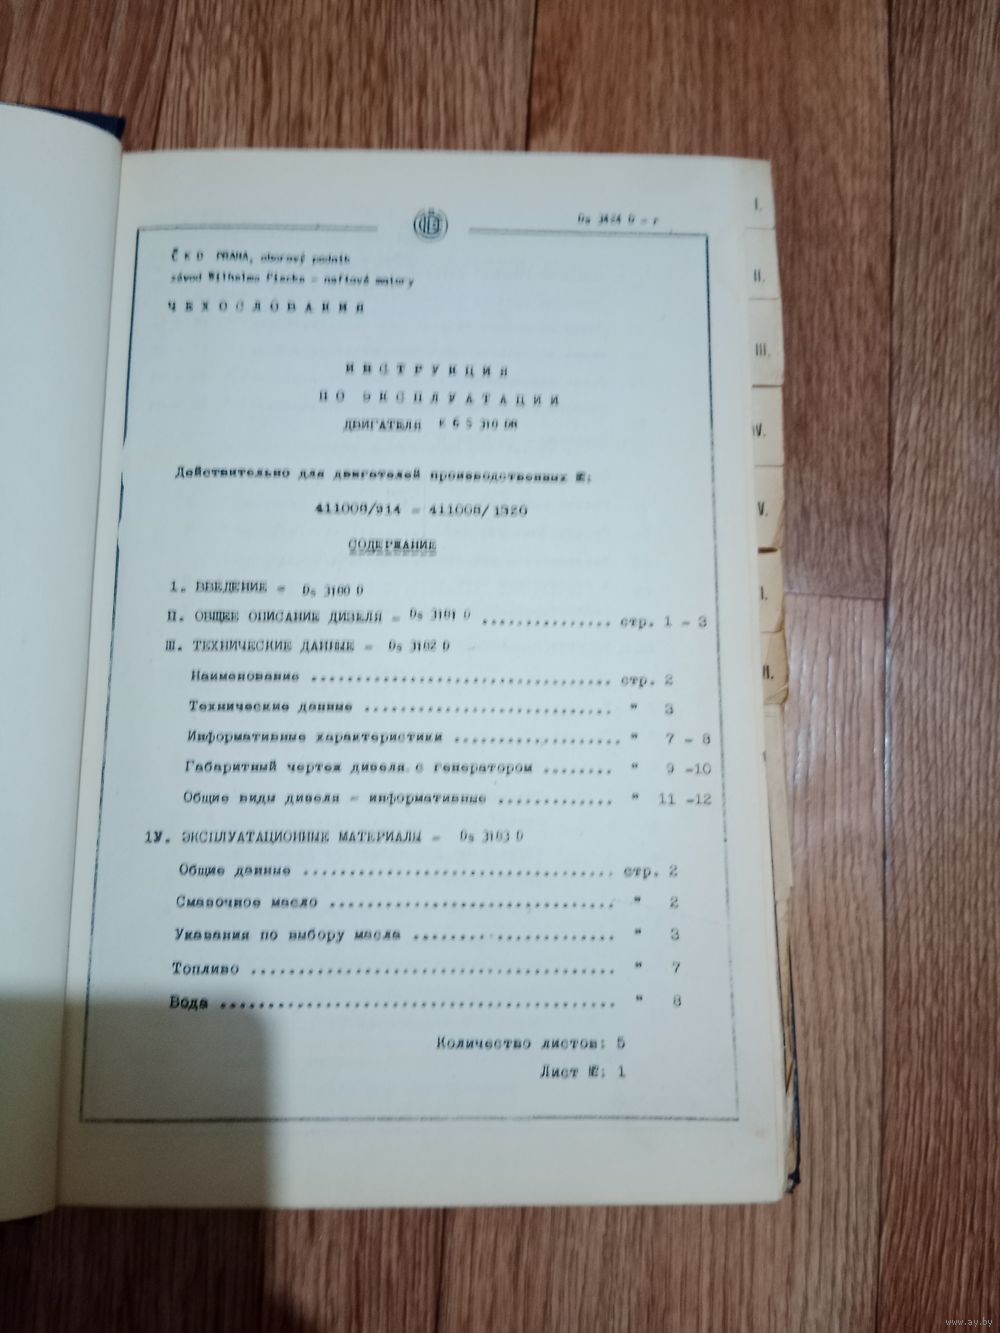 Ds 3424 D - r
ČKD PRAHA, oborový podnik
závod Wilhelma Piecka - naftové motory
ЧЕХОСЛОВАКИЯ
ИНСТРУКЦИЯ
ПО ЭКСПЛУАТАЦИИ
ДВИГАТЕЛЯ K 6 S 310 DR
Действительно для двигателей производственных №:
411008/914 - 411008/1320
СОДЕРЖАНИЕ
I. ВВЕДЕНИЕ - Ds 3100 D
II. ОБЩЕЕ ОПИСАНИЕ ДИЗЕЛЯ - Ds 3101 D .............. стр. 1 - 3
III. ТЕХНИЧЕСКИЕ ДАННЫЕ - Ds 3102 D
Наименование ................................. стр. 2
Технические данные ........................... " 3
Информативные характеристики .................. " 7 - 8
Габаритный чертеж дизеля с генератором ........ " 9 -10
Общие виды дизеля - информативные ............. " 11 -12
1У. ЭКСПЛУАТАЦИОННЫЕ МАТЕРИАЛЫ - Ds 3103 D
Общие данные ................................. стр. 2
Смазочное масло .............................. " 2
Указания по выбору масла ...................... " 3
Топливо ...................................... " 7
Вода ......................................... " 8
Количество листов: 5
Лист №: 1
I.
II.
III.
IV.
V.
www.ay.by